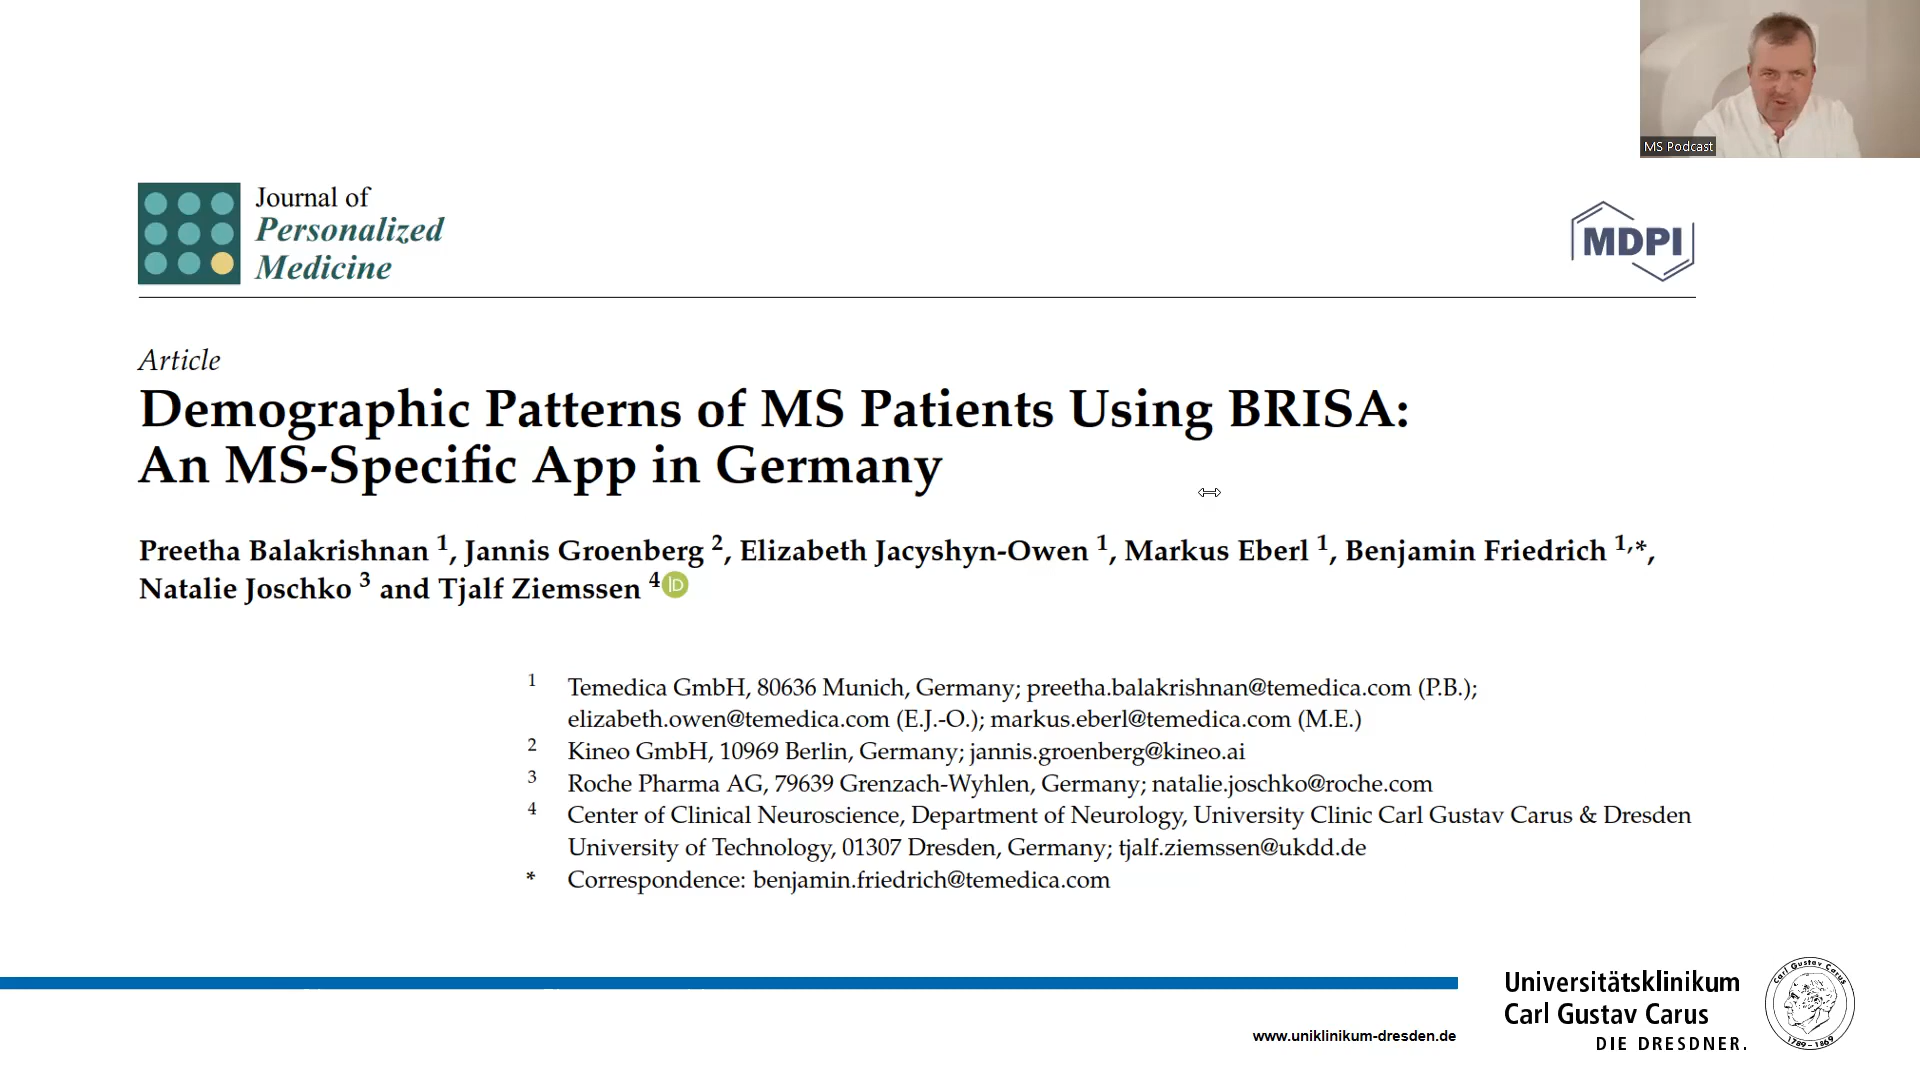 MS Podcast
Journal of
Personalized
Medicine
MDPI
Article
Demographic Patterns of MS Patients Using BRISA:
An MS-Specific App in Germany
Preetha Balakrishnan 1, Jannis Groenberg 2, Elizabeth Jacyshyn-Owen 1, Markus Eberl 1, Benjamin Friedrich 1,*,
Natalie Joschko 3 and Tjalf Ziemssen 4 iD
1 Temedica GmbH, 80636 Munich, Germany; preetha.balakrishnan@temedica.com (P.B.);
elizabeth.owen@temedica.com (E.J.-O.); markus.eberl@temedica.com (M.E.)
2 Kineo GmbH, 10969 Berlin, Germany; jannis.groenberg@kineo.ai
3 Roche Pharma AG, 79639 Grenzach-Wyhlen, Germany; natalie.joschko@roche.com
4 Center of Clinical Neuroscience, Department of Neurology, University Clinic Carl Gustav Carus & Dresden
University of Technology, 01307 Dresden, Germany; tjalf.ziemssen@ukdd.de
* Correspondence: benjamin.friedrich@temedica.com
Universitätsklinikum
Carl Gustav Carus
DIE DRESDNER.
www.uniklinikum-dresden.de
Carl Gustav Carus
1789-1869